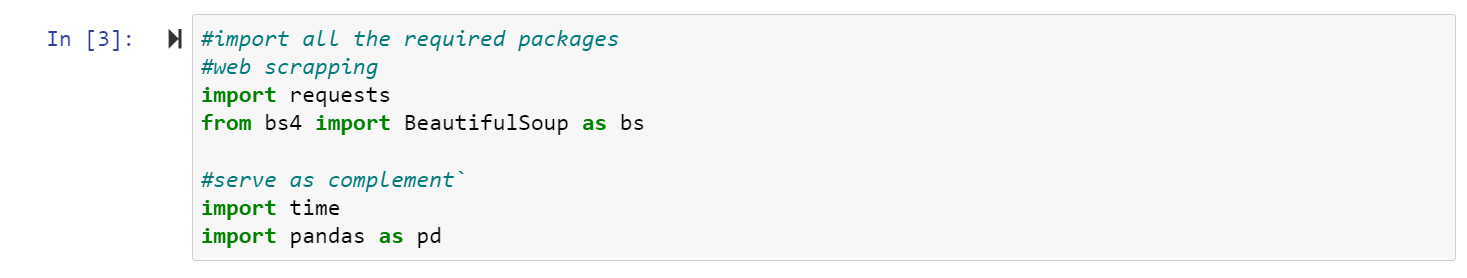 In [3]:
#import all the required packages
#web scrapping
import requests
from bs4 import BeautifulSoup as bs
#serve as complement`
import time
import pandas as pd